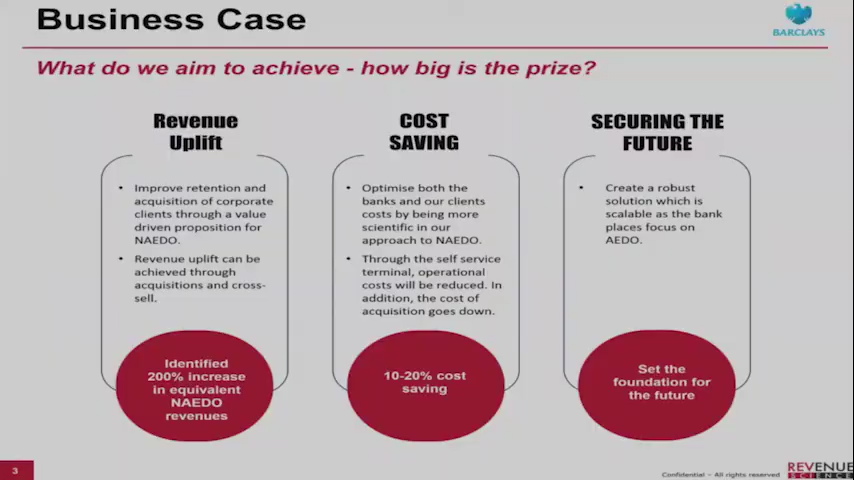 Business Case
BARCLAYS
What do we aim to achieve - how big is the prize?
Revenue
Uplift
• Improve retention and
acquisition of corporate
clients through a value
driven proposition for
NAEDO.
• Revenue uplift can be
achieved through
acquisitions and cross-
sell.
Identified
200% increase
in equivalent
NAEDO
revenues
COST
SAVING
• Optimise both the
banks and our clients
costs by being more
scientific in our
approach to NAEDO.
• Through the self service
terminal, operational
costs will be reduced. In
addition, the cost of
acquisition goes down.
10-20% cost
saving
SECURING THE
FUTURE
• Create a robust
solution which is
scalable as the bank
places focus on
AEDO.
Set the
foundation for
the future
3
Confidential - All rights reserved
REVENUE
SCIENCE